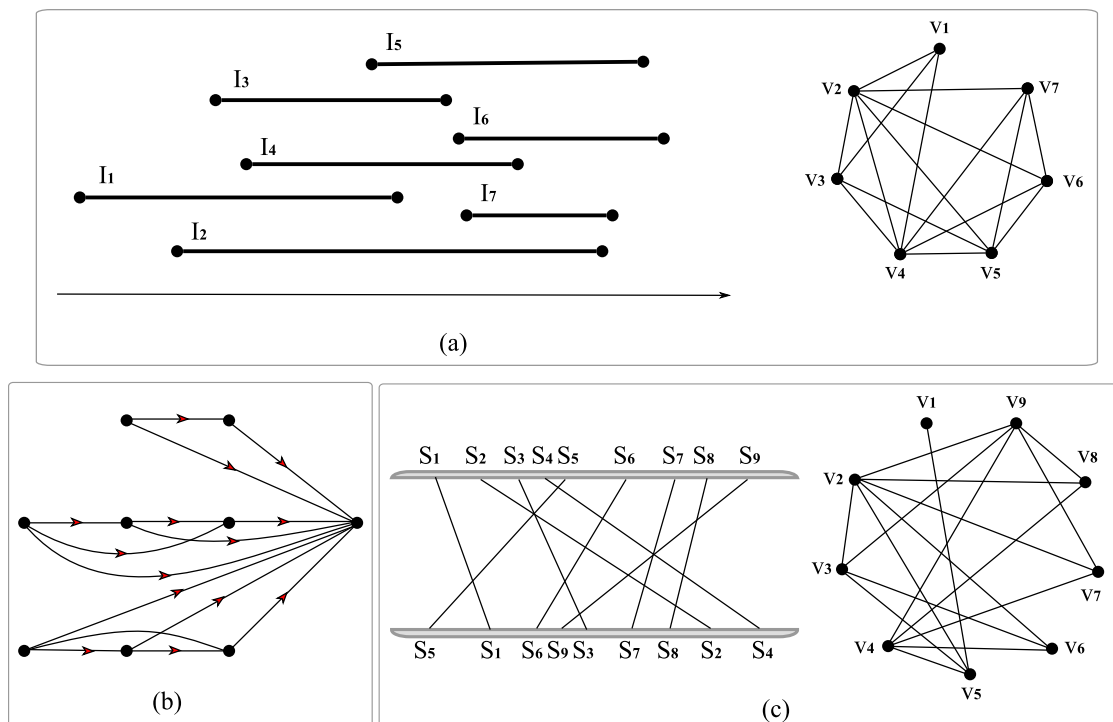 I5
I3
I6
I4
I1
I7
I2
V1
V2
V7
V3
V6
V4
V5
(a)
(b)
S1 S2 S3 S4 S5 S6 S7 S8 S9
S5 S1 S6 S9 S3 S7 S8 S2 S4
V1
V9
V8
V2
V3
V7
V4
V6
V5
(c)